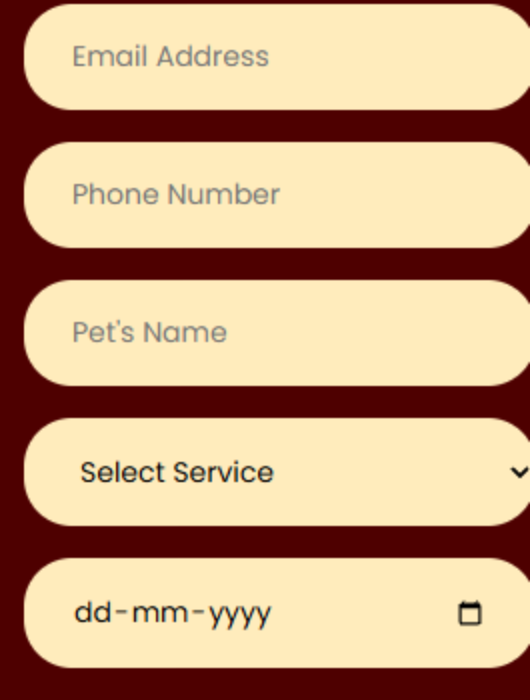 Email Address
Phone Number
Pet's Name
Select Service
dd-mm-yyyy